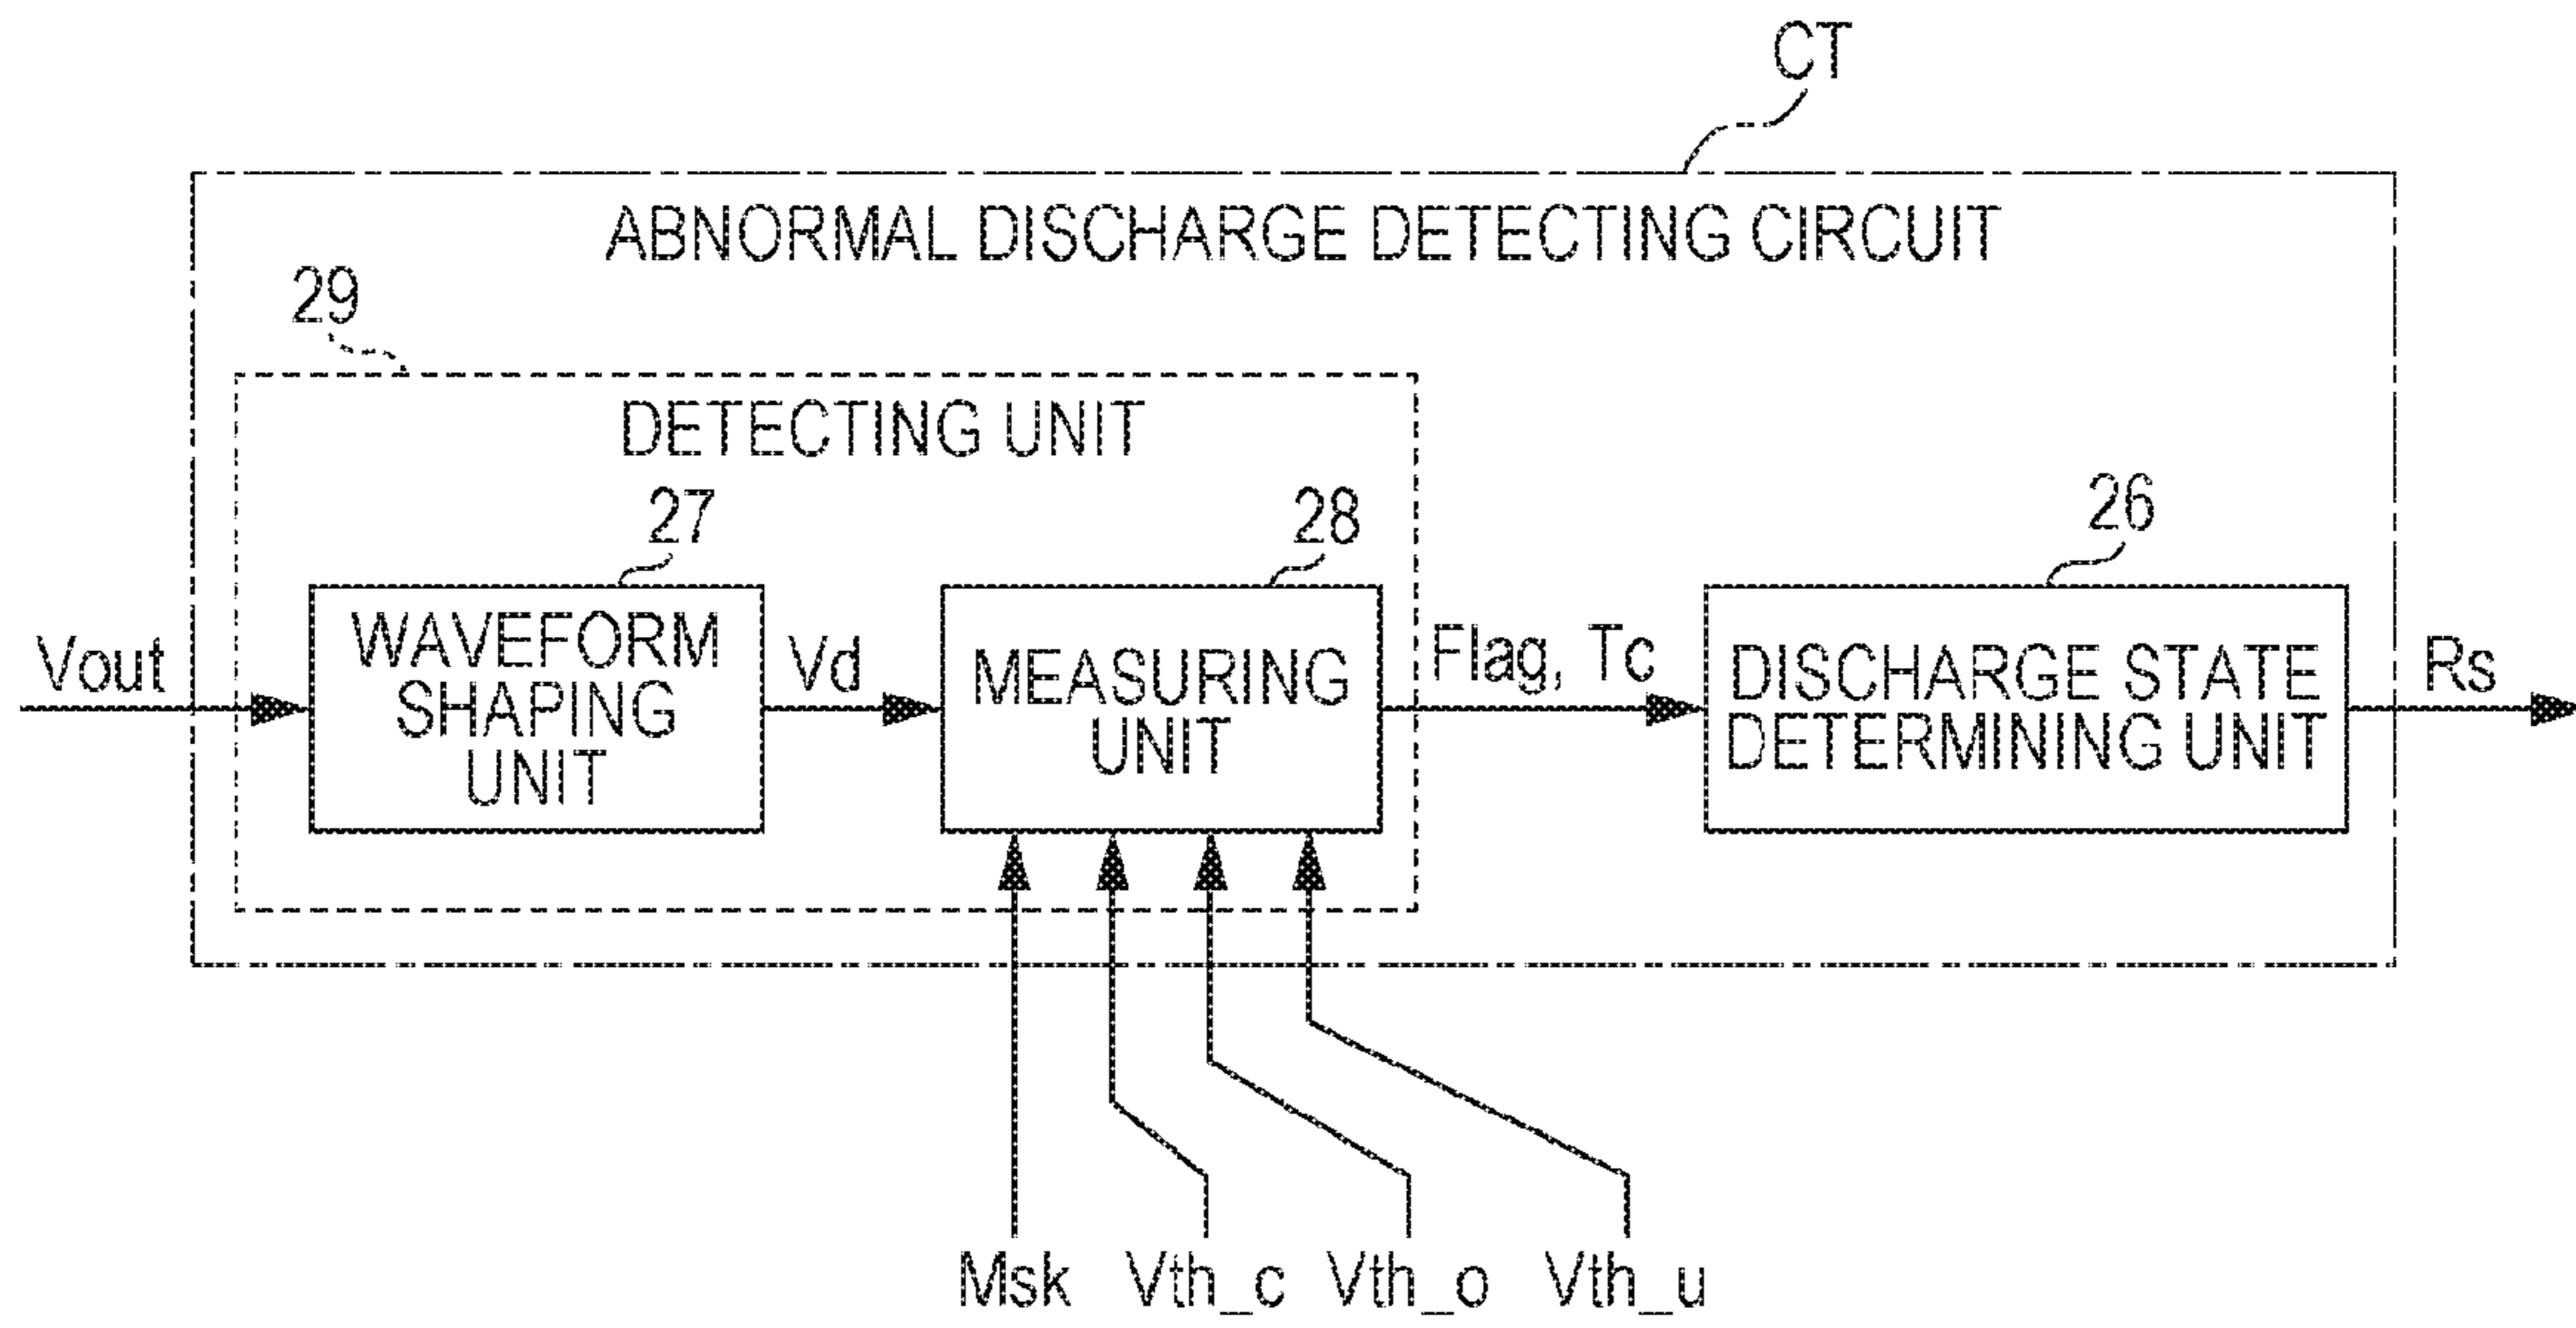 CT
ABNORMAL DISCHARGE DETECTING CIRCUIT
29
DETECTING UNIT
27
28
26
Vout
WAVEFORM
SHAPING
UNIT
Vd
MEASURING
UNIT
Flag, Tc
DISCHARGE STATE
DETERMINING UNIT
Rs
Msk
Vth_c
Vth_o
Vth_u